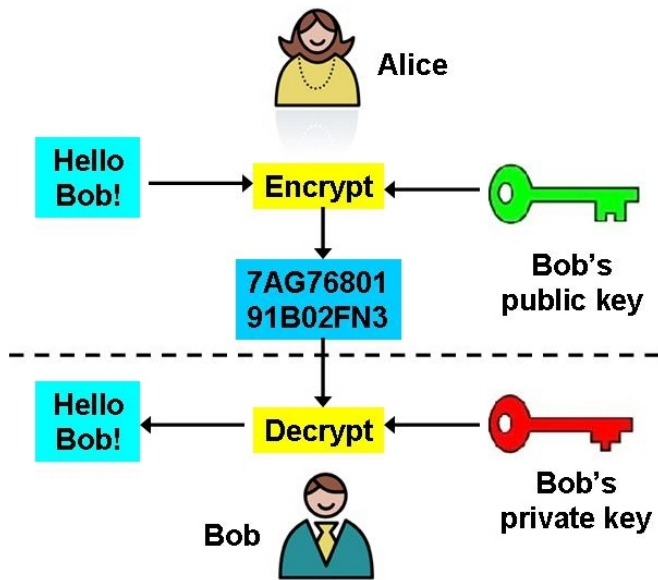 Alice
Hello
Bob!
Encrypt
7AG76801
91B02FN3
Bob's
public key
Hello
Bob!
Decrypt
Bob's
private key
Bob